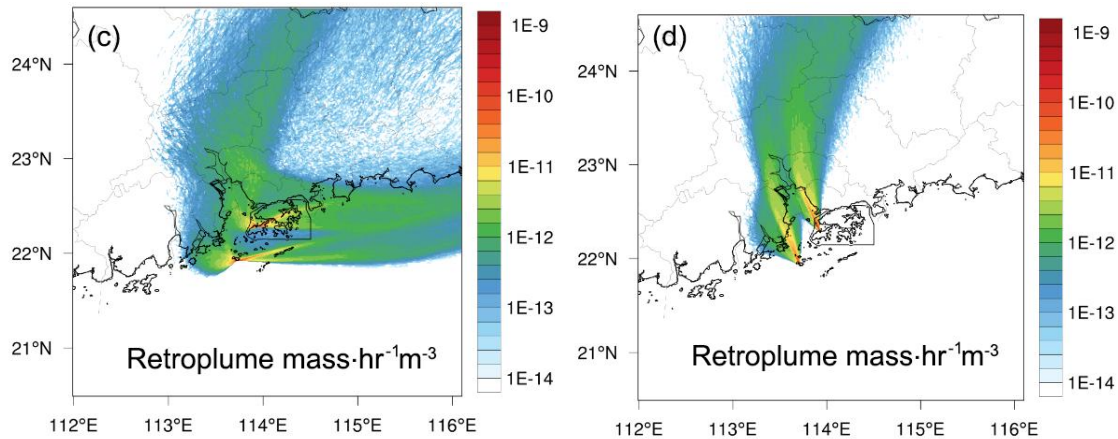 (c)
24°N
23°N
22°N
21°N
112°E 113°E 114°E 115°E 116°E
Retroplume mass·hr⁻¹m⁻³
1E-9
1E-10
1E-11
1E-12
1E-13
1E-14
(d)
24°N
23°N
22°N
21°N
112°E 113°E 114°E 115°E 116°E
Retroplume mass·hr⁻¹m⁻³
1E-9
1E-10
1E-11
1E-12
1E-13
1E-14